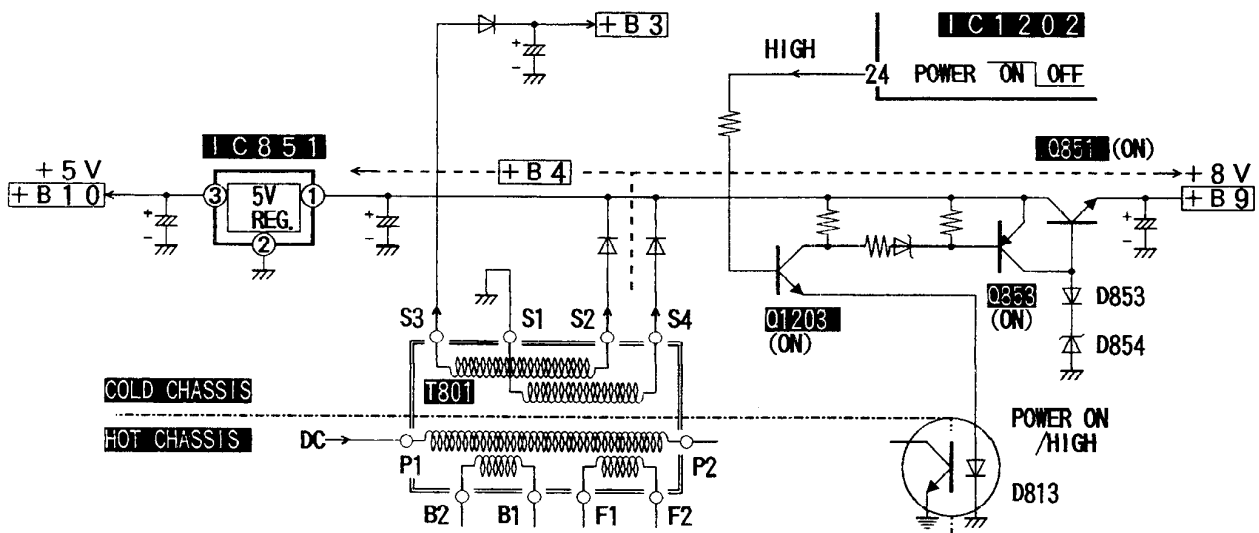 +B3
HIGH
IC1202
24 POWER ON OFF
IC851
+5V
+B10
3
5V
REG.
1
2
+
-
+
-
+
-
+B4
Q851 (ON)
+8V
+B9
+
-
Q1203
(ON)
Q853
(ON)
D853
D854
S3
S1
S2
S4
T801
COLD CHASSIS
HOT CHASSIS
DC
P1
P2
B2
B1
F1
F2
POWER ON
/HIGH
D813